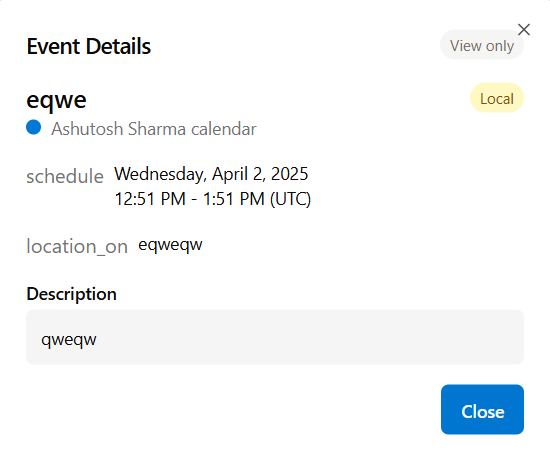 Event Details
View only
eqwe
Local
Ashutosh Sharma calendar
schedule Wednesday, April 2, 2025
12:51 PM - 1:51 PM (UTC)
location_on eqweqw
Description
qweqw
Close